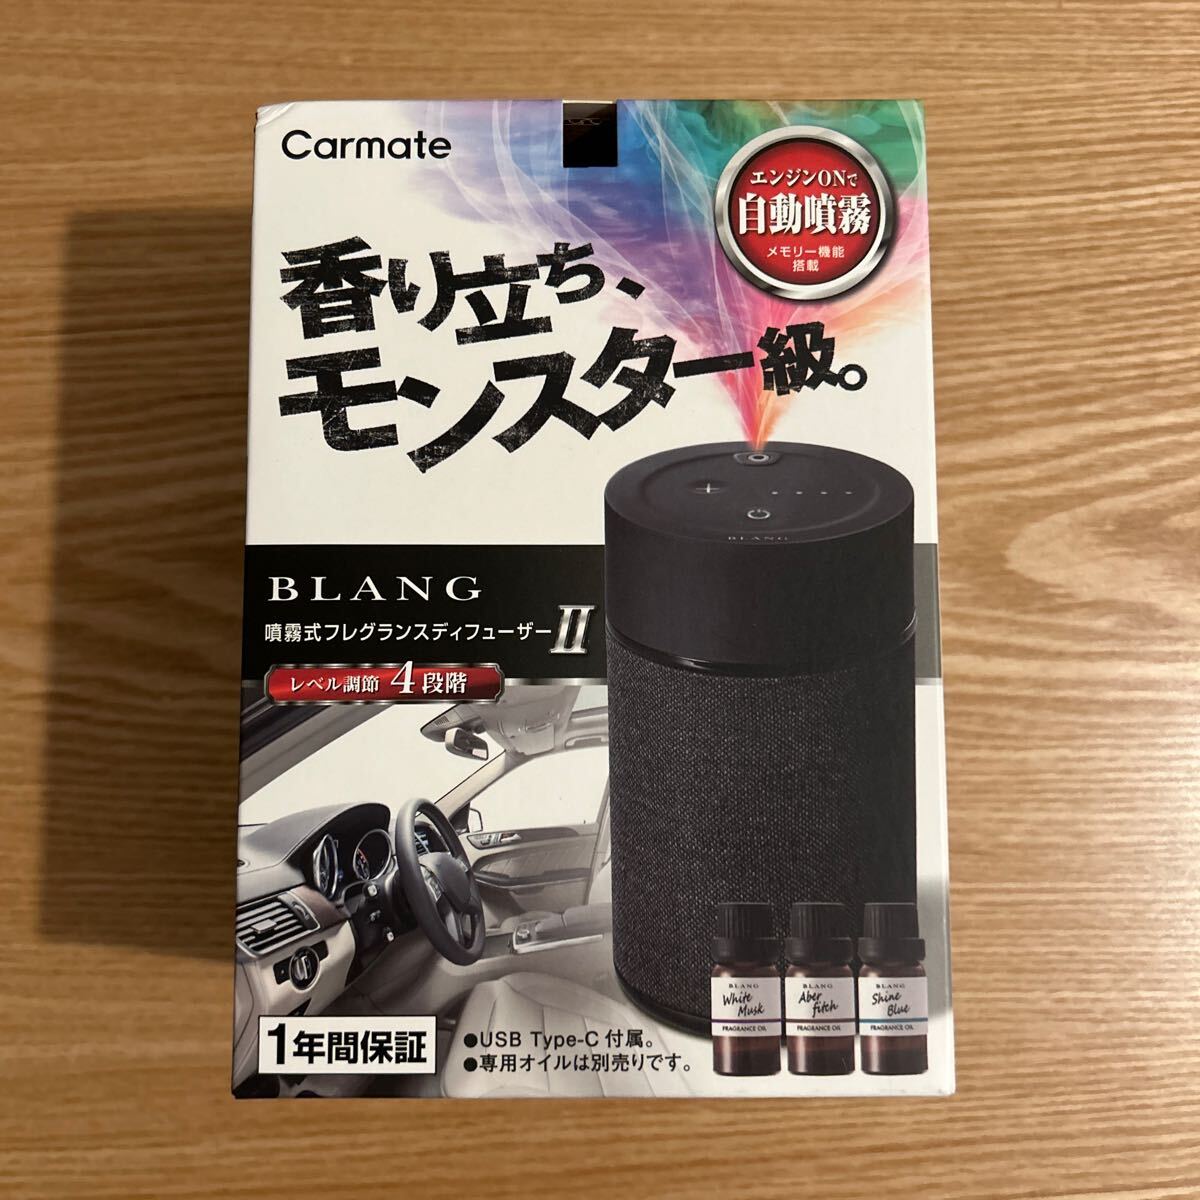 Carmate
エンジンONで
自動噴霧
メモリー機能
搭載
香り立ち、
モンスター級。
BLANG
BLANG
噴霧式フレグランスディフューザーII
レベル調節 4段階
1年間保証
●USB Type-C 付属。
●専用オイルは別売りです。
BLANG
White
Musk
FRAGRANCE OIL
BLANG
Aber
fitch
FRAGRANCE OIL
BLANG
Shine
Blue
FRAGRANCE OIL